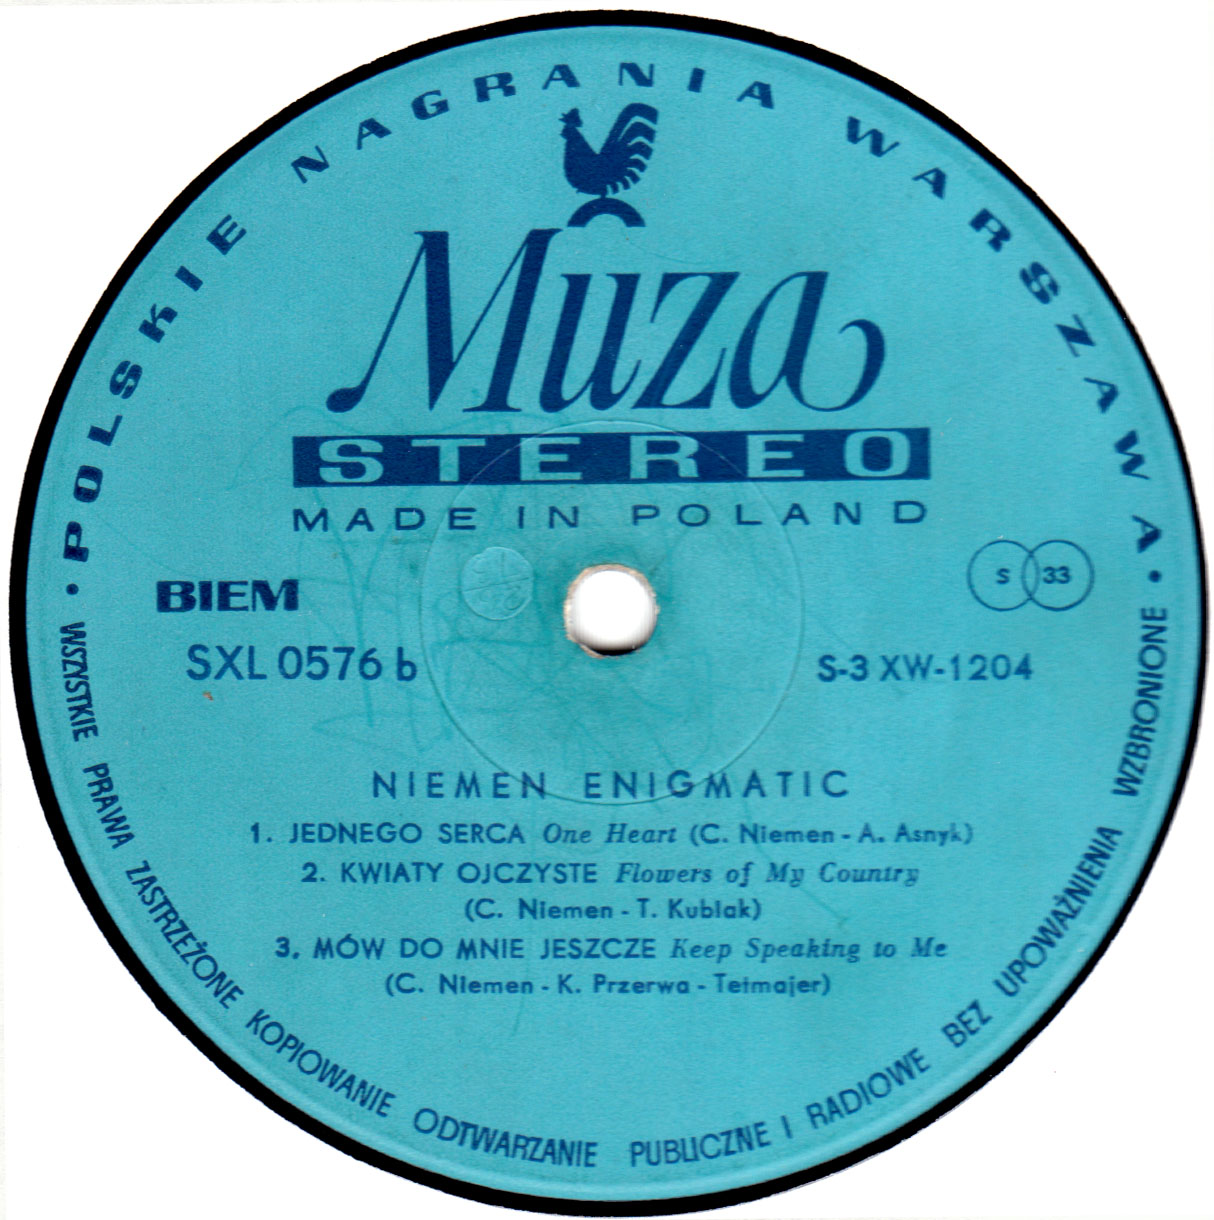 • POLSKIE NAGRANIA WARSZAWA •
Muza
STEREO
MADE IN POLAND
BIEM
S 33
SXL 0576 b
S-3 XW-1204
NIEMEN ENIGMATIC
1. JEDNEGO SERCA One Heart (C. Niemen - A. Asnyk)
2. KWIATY OJCZYSTE Flowers of My Country
(C. Niemen - T. Kubiak)
3. MÓW DO MNIE JESZCZE Keep Speaking to Me
(C. Niemen - K. Przerwa - Tetmajer)
WSZYSTKIE PRAWA ZASTRZEŻONE KOPIOWANIE ODTWARZANIE PUBLICZNE I RADIOWE BEZ UPOWAŻNIENIA WZBRONIONE